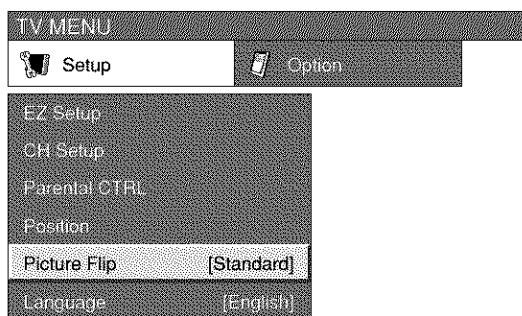 TV MENU
Setup Option
EZ Setup
CH Setup
Parental CTRL
Position
Picture Flip [Standard]
Language [English]